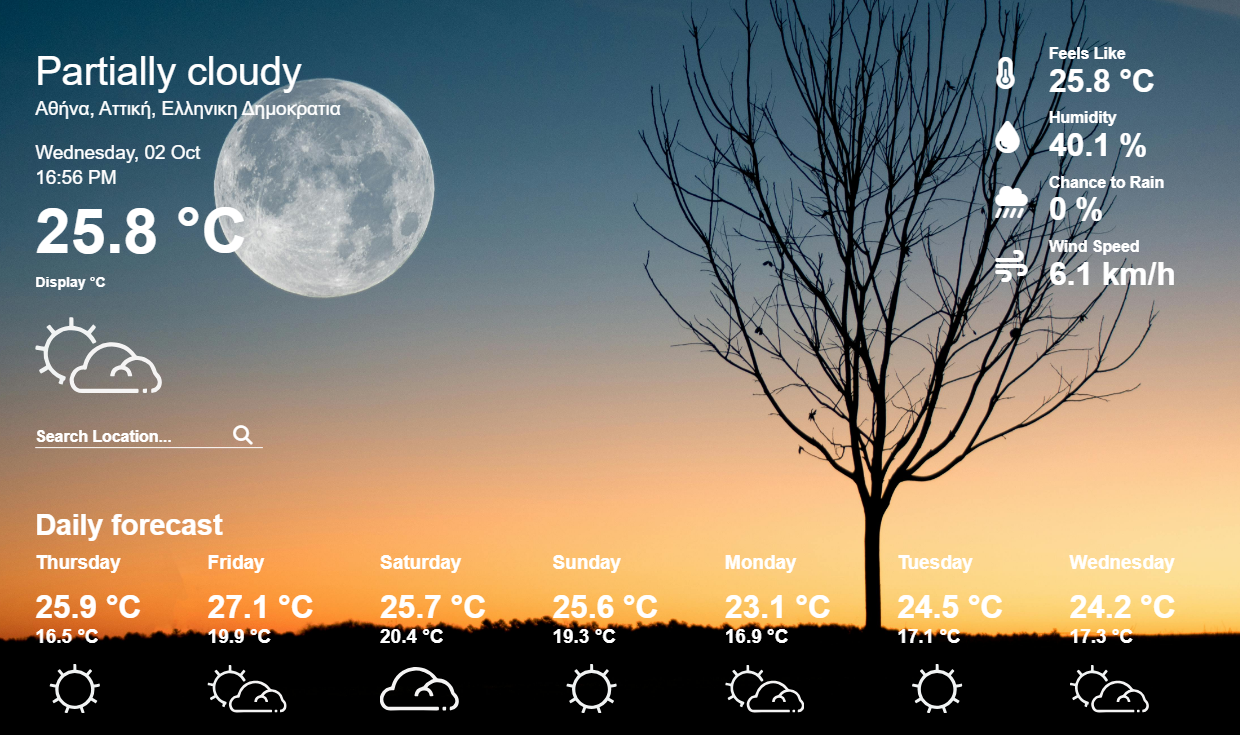 Partially cloudy
Αθήνα, Αττική, Ελληνικη Δημοκρατια
Wednesday, 02 Oct
16:56 PM
25.8 °C
Display °C
Search Location...
Feels Like
25.8 °C
Humidity
40.1 %
Chance to Rain
0 %
Wind Speed
6.1 km/h
Daily forecast
Thursday Friday Saturday Sunday Monday Tuesday Wednesday
25.9 °C 27.1 °C 25.7 °C 25.6 °C 23.1 °C 24.5 °C 24.2 °C
16.5 °C 19.9 °C 20.4 °C 19.3 °C 16.9 °C 17.1 °C 17.3 °C